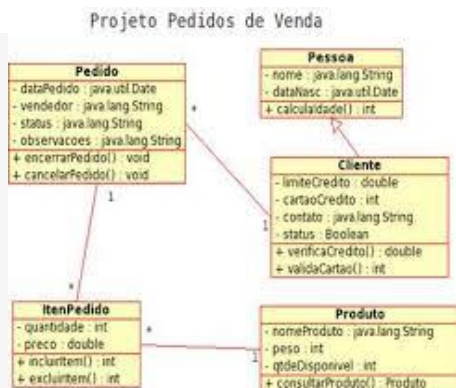 Projeto Pedidos de Venda
Pedido
- dataPedido : java.util.Date
- vendedor : java.lang.String
- status : java.lang.String
- observacoes : java.lang.String
+ encerrarPedido() : void
+ cancelarPedido() : void
Pessoa
- nome : java.lang.String
- dataNasc : java.util.Date
+ calculaIdade() : int
Cliente
- limiteCredito : double
- cartaoCredito : int
- contato : java.lang.String
- status : Boolean
+ verificaCredito() : double
+ validaCartao() : int
*
1
1
*
ItenPedido
- quantidade : int
- preco : double
+ incluirItem() : int
+ excluirItem() : int
*
1
Produto
- nomeProduto : java.lang.String
- peso : int
- qtdeDisponivel : int
+ consultarProduto() : Produto